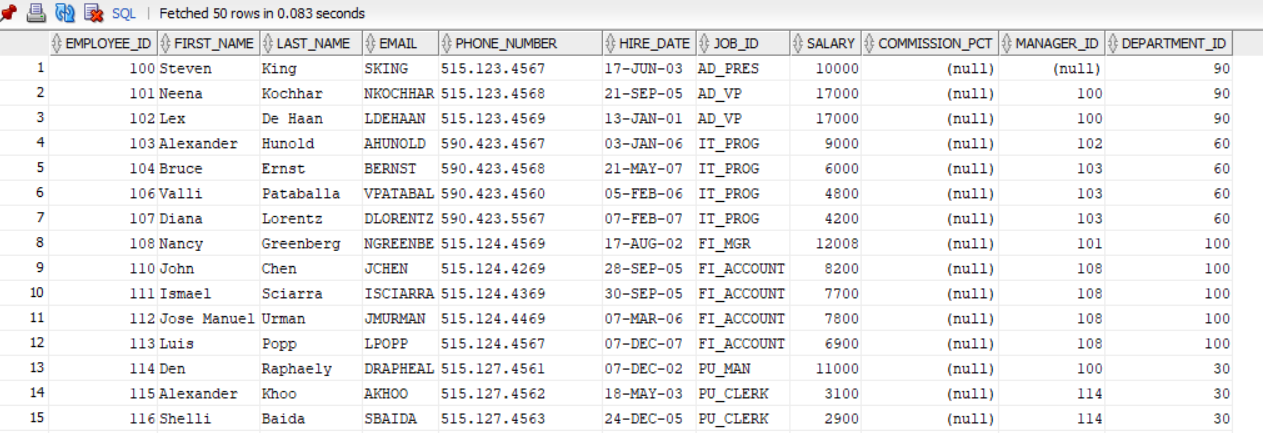 SQL | Fetched 50 rows in 0.083 seconds
EMPLOYEE_ID FIRST_NAME LAST_NAME EMAIL PHONE_NUMBER HIRE_DATE JOB_ID SALARY COMMISSION_PCT MANAGER_ID DEPARTMENT_ID
1 100 Steven King SKING 515.123.4567 17-JUN-03 AD_PRES 10000 (null) (null) 90
2 101 Neena Kochhar NKOCHHAR 515.123.4568 21-SEP-05 AD_VP 17000 (null) 100 90
3 102 Lex De Haan LDEHAAN 515.123.4569 13-JAN-01 AD_VP 17000 (null) 100 90
4 103 Alexander Hunold AHUNOLD 590.423.4567 03-JAN-06 IT_PROG 9000 (null) 102 60
5 104 Bruce Ernst BERNST 590.423.4568 21-MAY-07 IT_PROG 6000 (null) 103 60
6 106 Valli Pataballa VPATABAL 590.423.4560 05-FEB-06 IT_PROG 4800 (null) 103 60
7 107 Diana Lorentz DLORENTZ 590.423.5567 07-FEB-07 IT_PROG 4200 (null) 103 60
8 108 Nancy Greenberg NGREENBE 515.124.4569 17-AUG-02 FI_MGR 12008 (null) 101 100
9 110 John Chen JCHEN 515.124.4269 28-SEP-05 FI_ACCOUNT 8200 (null) 108 100
10 111 Ismael Sciarra ISCIARRA 515.124.4369 30-SEP-05 FI_ACCOUNT 7700 (null) 108 100
11 112 Jose Manuel Urman JMURMAN 515.124.4469 07-MAR-06 FI_ACCOUNT 7800 (null) 108 100
12 113 Luis Popp LPOPP 515.124.4567 07-DEC-07 FI_ACCOUNT 6900 (null) 108 100
13 114 Den Raphaely DRAPHEAL 515.127.4561 07-DEC-02 PU_MAN 11000 (null) 100 30
14 115 Alexander Khoo AKHOO 515.127.4562 18-MAY-03 PU_CLERK 3100 (null) 114 30
15 116 Shelli Baida SBAIDA 515.127.4563 24-DEC-05 PU_CLERK 2900 (null) 114 30